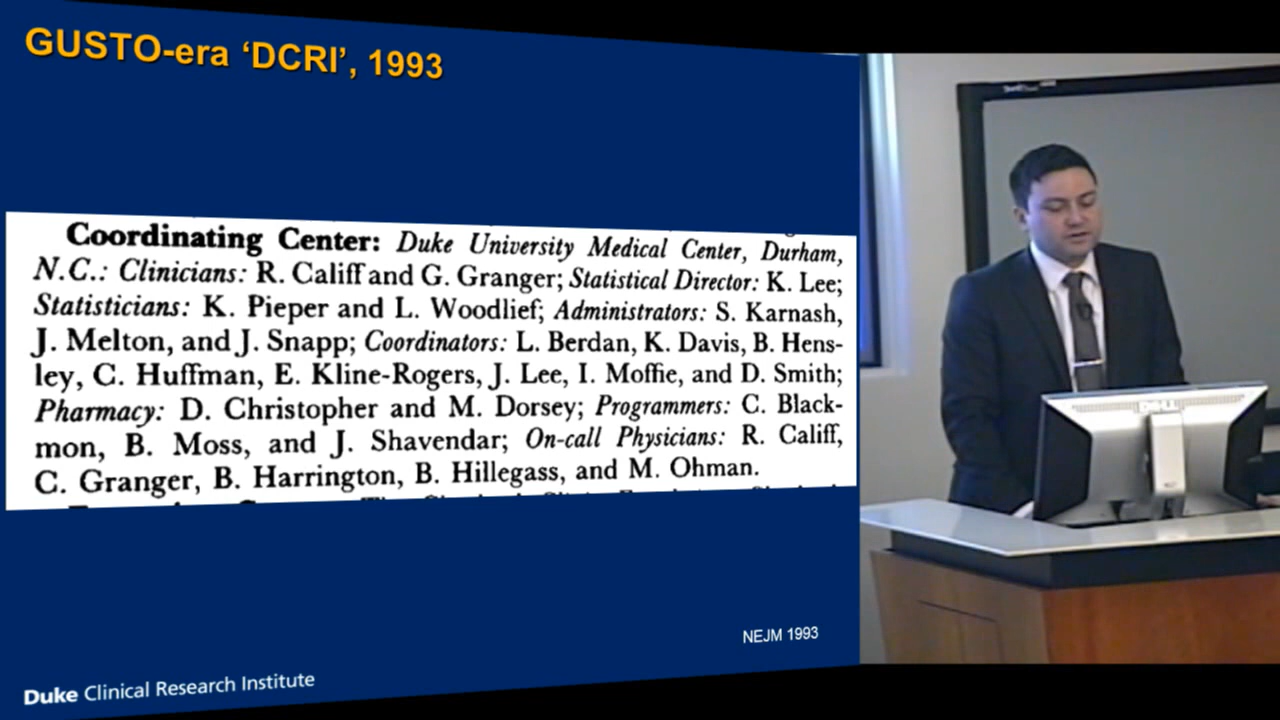 GUSTO-era ‘DCRI’, 1993
Coordinating Center: Duke University Medical Center, Durham,
N.C.: Clinicians: R. Califf and G. Granger; Statistical Director: K. Lee;
Statisticians: K. Pieper and L. Woodlief; Administrators: S. Karnash,
J. Melton, and J. Snapp; Coordinators: L. Berdan, K. Davis, B. Hens-
ley, C. Huffman, E. Kline-Rogers, J. Lee, I. Moffie, and D. Smith;
Pharmacy: D. Christopher and M. Dorsey; Programmers: C. Black-
mon, B. Moss, and J. Shavendar; On-call Physicians: R. Califf,
C. Granger, B. Harrington, B. Hillegass, and M. Ohman.
NEJM 1993
Duke Clinical Research Institute
DELL